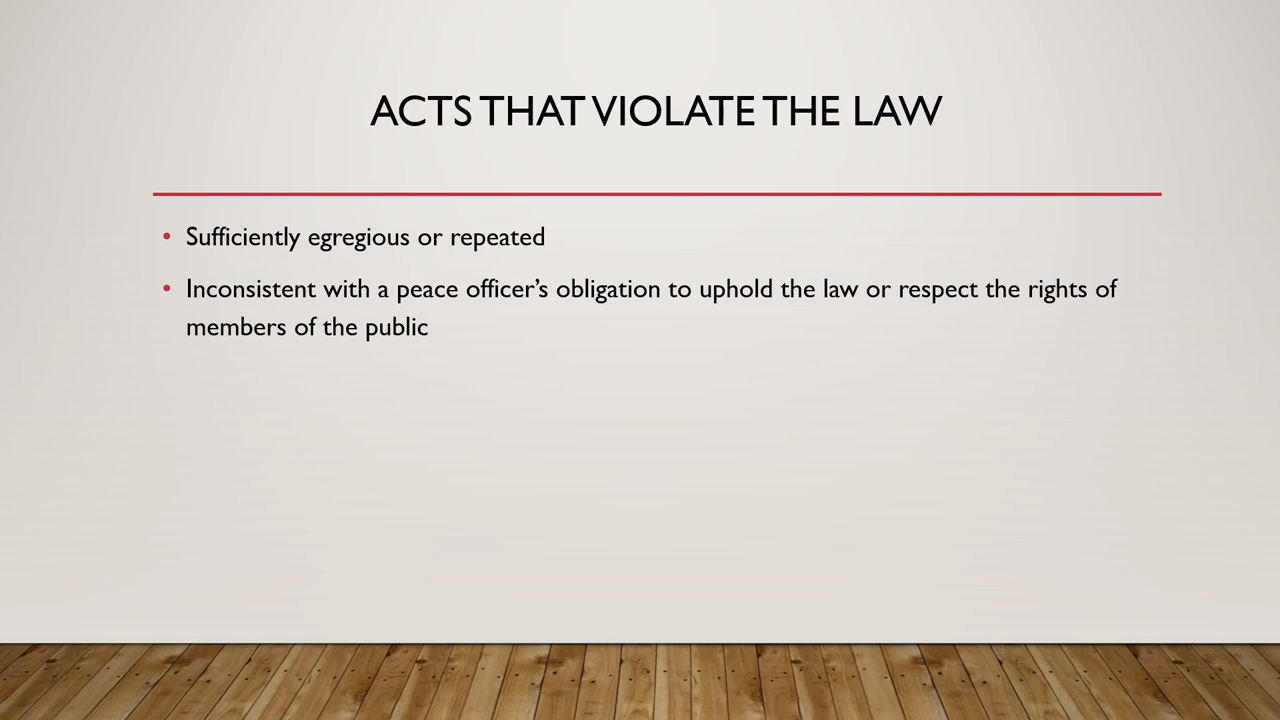 ACTS THAT VIOLATE THE LAW
• Sufficiently egregious or repeated
• Inconsistent with a peace officer’s obligation to uphold the law or respect the rights of
members of the public